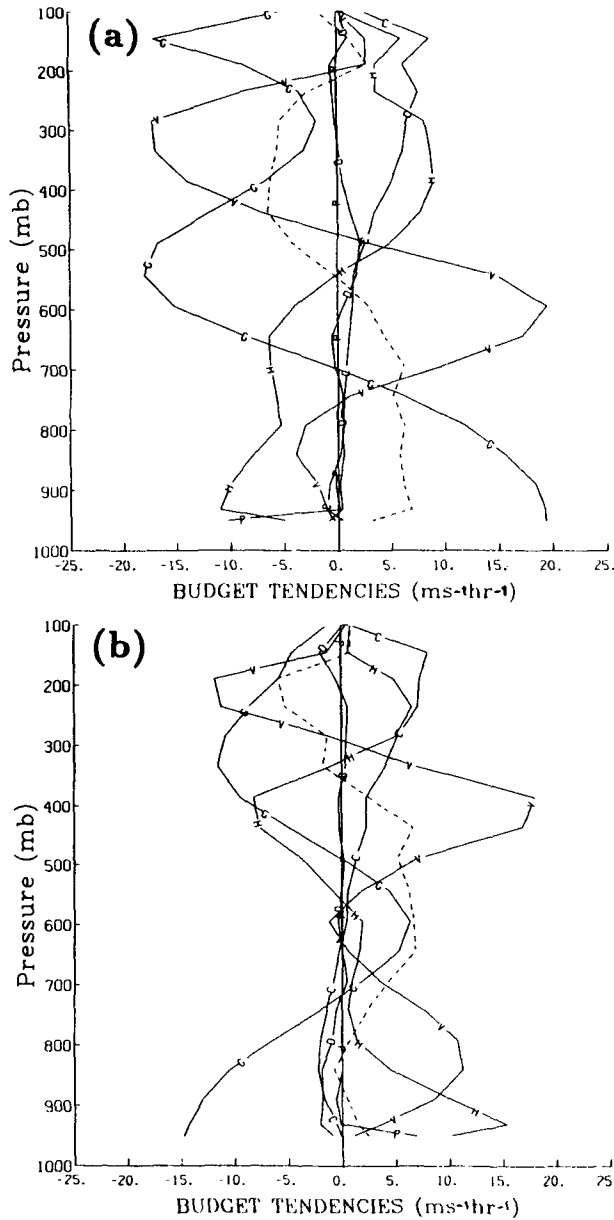 (a)
100
200
300
400
500
600
700
800
900
1000
Pressure (mb)
-25. -20. -15. -10. -5. 0. 5. 10. 15. 20. 25.
BUDGET TENDENCIES (ms⁻¹hr⁻¹)
(b)
100
200
300
400
500
600
700
800
900
1000
Pressure (mb)
-25. -20. -15. -10. -5. 0. 5. 10. 15. 20. 25
BUDGET TENDENCIES (ms⁻¹hr⁻¹)